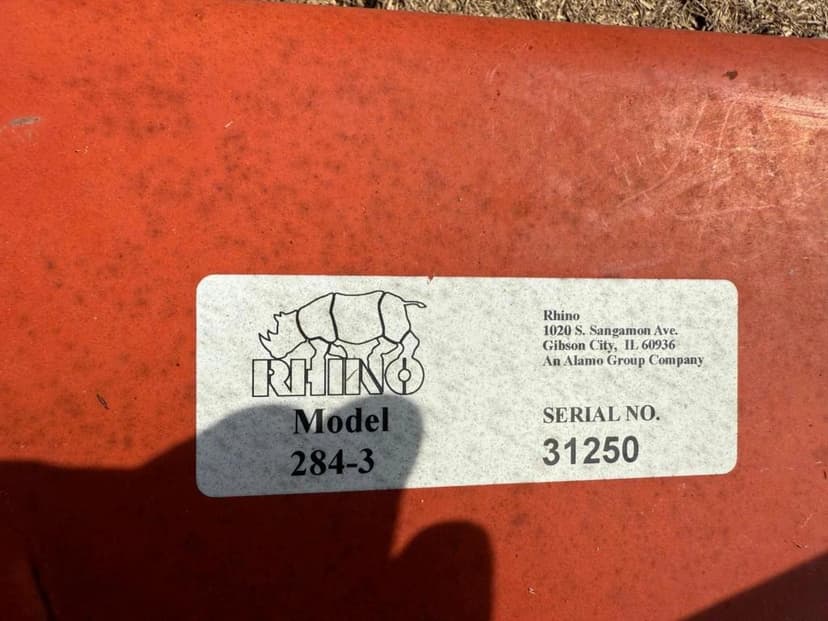 RHINO
Model
284-3
Rhino
1020 S. Sangamon Ave.
Gibson City, IL 60936
An Alamo Group Company
SERIAL NO.
31250